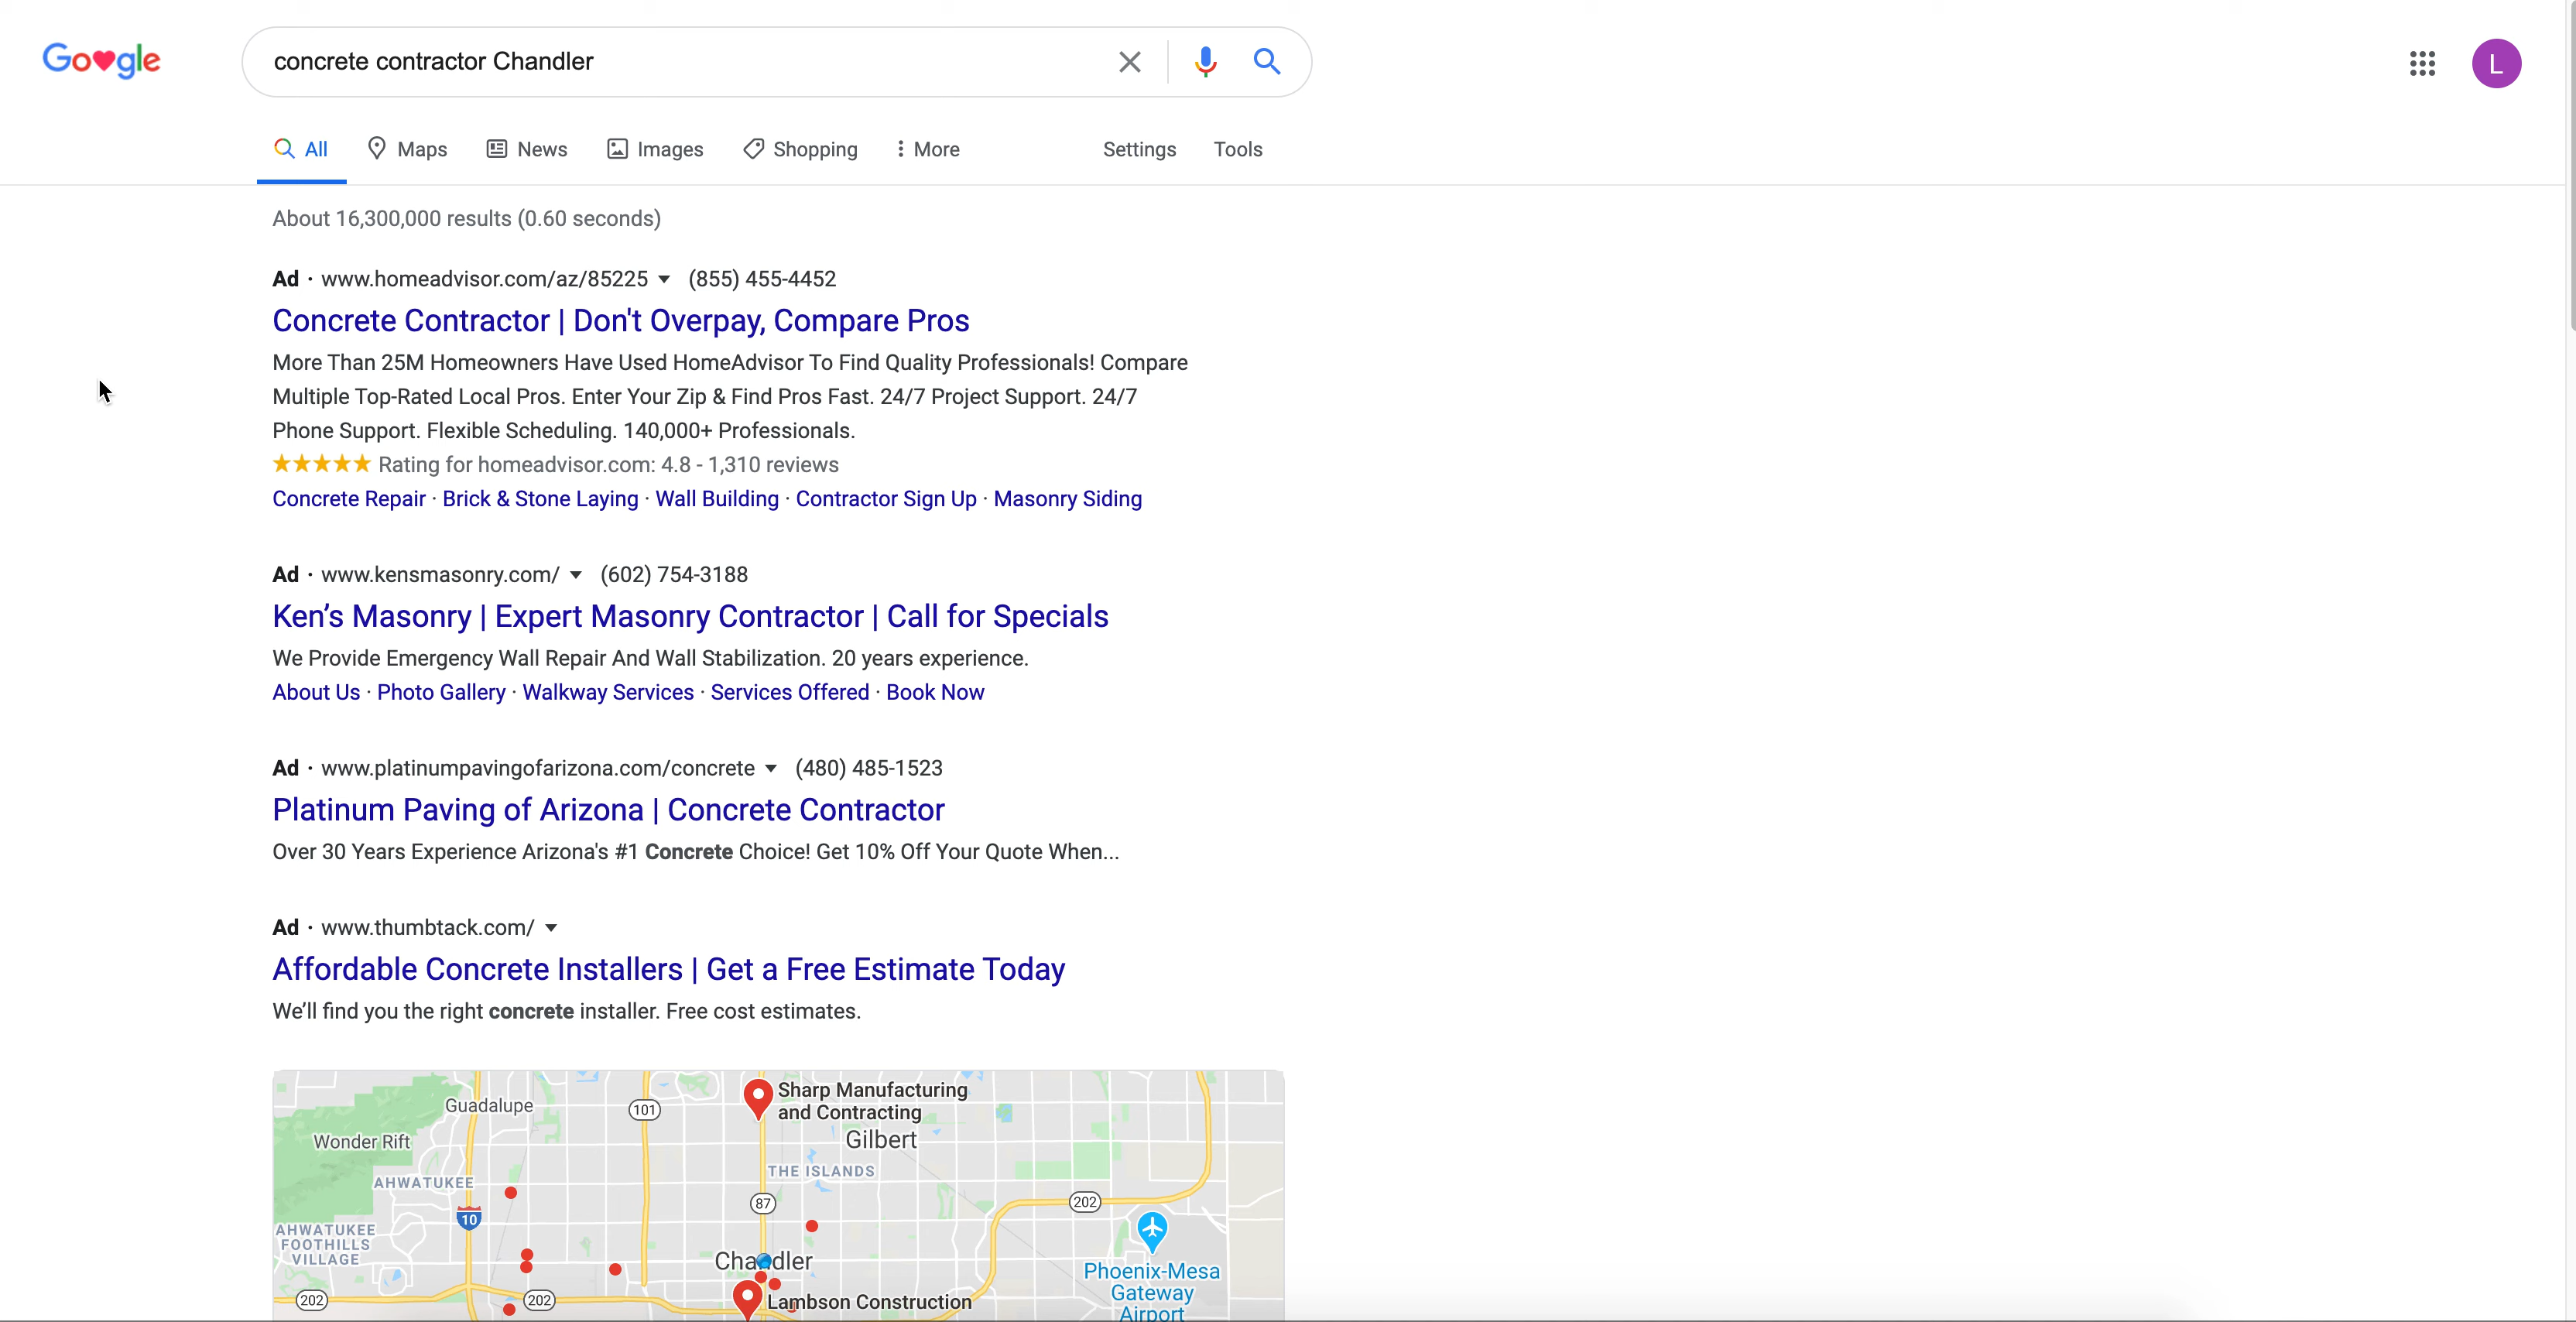 Go♥gle
concrete contractor Chandler
L
All Maps News Images Shopping More Settings Tools
About 16,300,000 results (0.60 seconds)
Ad · www.homeadvisor.com/az/85225 (855) 455-4452
Concrete Contractor | Don't Overpay, Compare Pros
More Than 25M Homeowners Have Used HomeAdvisor To Find Quality Professionals! Compare
Multiple Top-Rated Local Pros. Enter Your Zip & Find Pros Fast. 24/7 Project Support. 24/7
Phone Support. Flexible Scheduling. 140,000+ Professionals.
Rating for homeadvisor.com: 4.8 - 1,310 reviews
Concrete Repair · Brick & Stone Laying · Wall Building · Contractor Sign Up · Masonry Siding
Ad · www.kensmasonry.com/ (602) 754-3188
Ken’s Masonry | Expert Masonry Contractor | Call for Specials
We Provide Emergency Wall Repair And Wall Stabilization. 20 years experience.
About Us · Photo Gallery · Walkway Services · Services Offered · Book Now
Ad · www.platinumpavingofarizona.com/concrete (480) 485-1523
Platinum Paving of Arizona | Concrete Contractor
Over 30 Years Experience Arizona's #1 Concrete Choice! Get 10% Off Your Quote When...
Ad · www.thumbtack.com/
Affordable Concrete Installers | Get a Free Estimate Today
We’ll find you the right concrete installer. Free cost estimates.
Sharp Manufacturing
and Contracting
Guadalupe
101
Wonder Rift
Gilbert
THE ISLANDS
AHWATUKEE
87
202
10
AHWATUKEE
FOOTHILLS
VILLAGE
Chandler
Phoenix-Mesa
Gateway
Airport
202
202
Lambson Construction